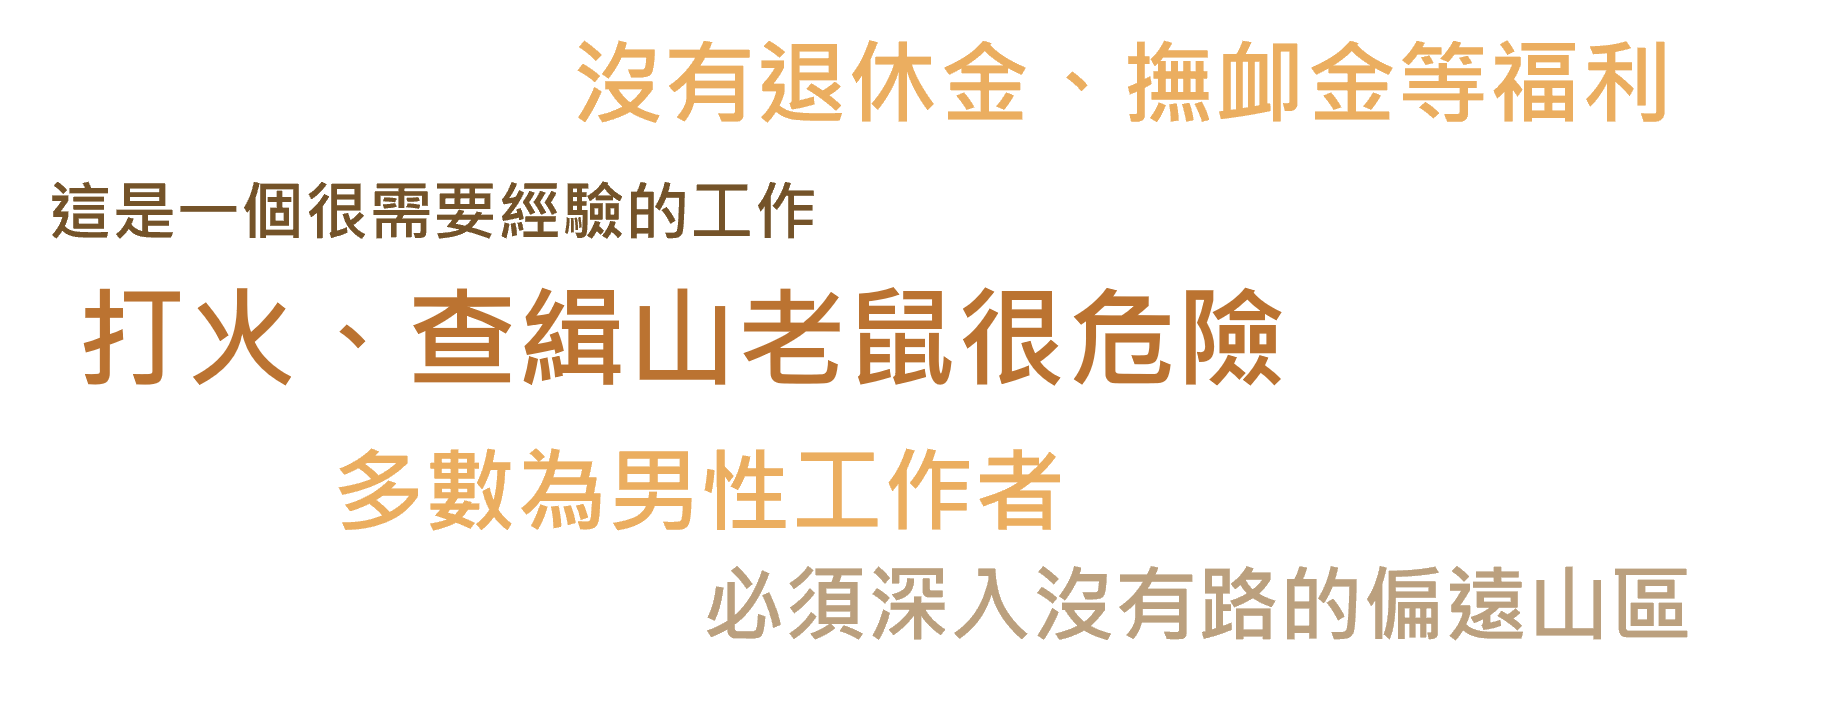 沒有退休金、撫卹金等福利
這是一個很需要經驗的工作
打火、查緝山老鼠很危險
多數為男性工作者
必須深入沒有路的偏遠山區